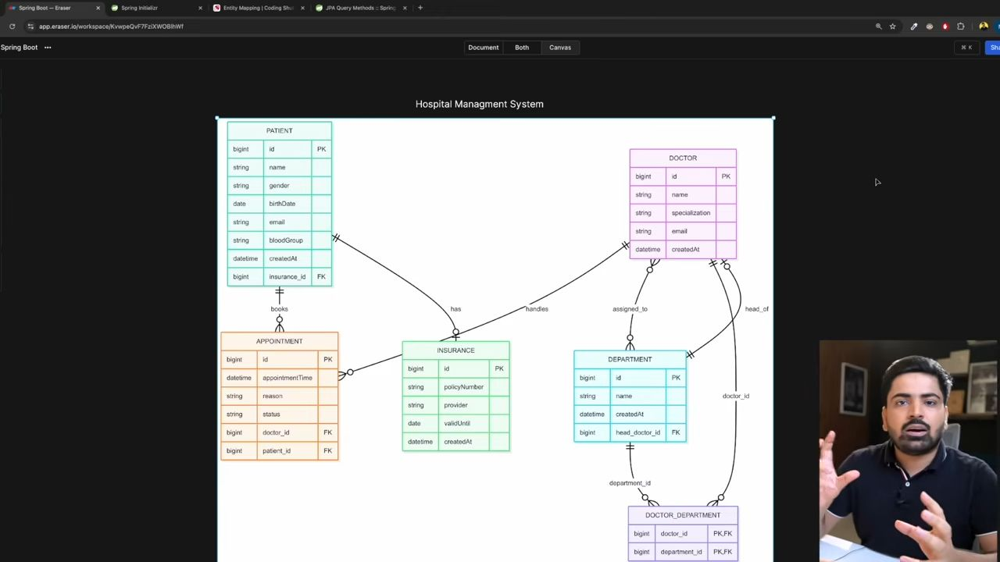 Spring Boot — Eraser
Spring Initializr
Entity Mapping | Coding Shu
JPA Query Methods :: Spring
app.eraser.io/workspace/KvwpeQvF7FziXWOBlhWf
Spring Boot
Document
Both
Canvas
⌘ K
Sha
Hospital Managment System
PATIENT
bigint id PK
string name
string gender
date birthDate
string email
string bloodGroup
datetime createdAt
bigint insurance_id FK
DOCTOR
bigint id PK
string name
string specialization
string email
datetime createdAt
books
has
handles
assigned_to
head_of
APPOINTMENT
bigint id PK
datetime appointmentTime
string reason
string status
bigint doctor_id FK
bigint patient_id FK
INSURANCE
bigint id PK
string policyNumber
string provider
date validUntil
datetime createdAt
DEPARTMENT
bigint id PK
string name
datetime createdAt
bigint head_doctor_id FK
doctor_id
department_id
DOCTOR_DEPARTMENT
bigint doctor_id PK,FK
bigint department_id PK,FK